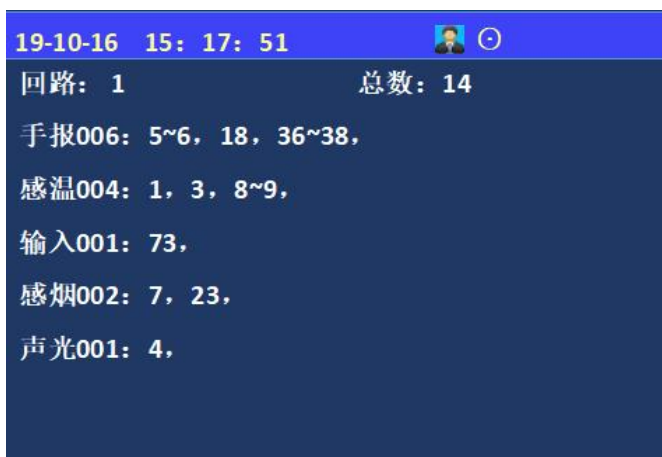 19-10-16 15：17：51
回路：1 总数：14
手报006：5~6，18，36~38，
感温004：1，3，8~9，
输入001：73，
感烟002：7，23，
声光001：4，